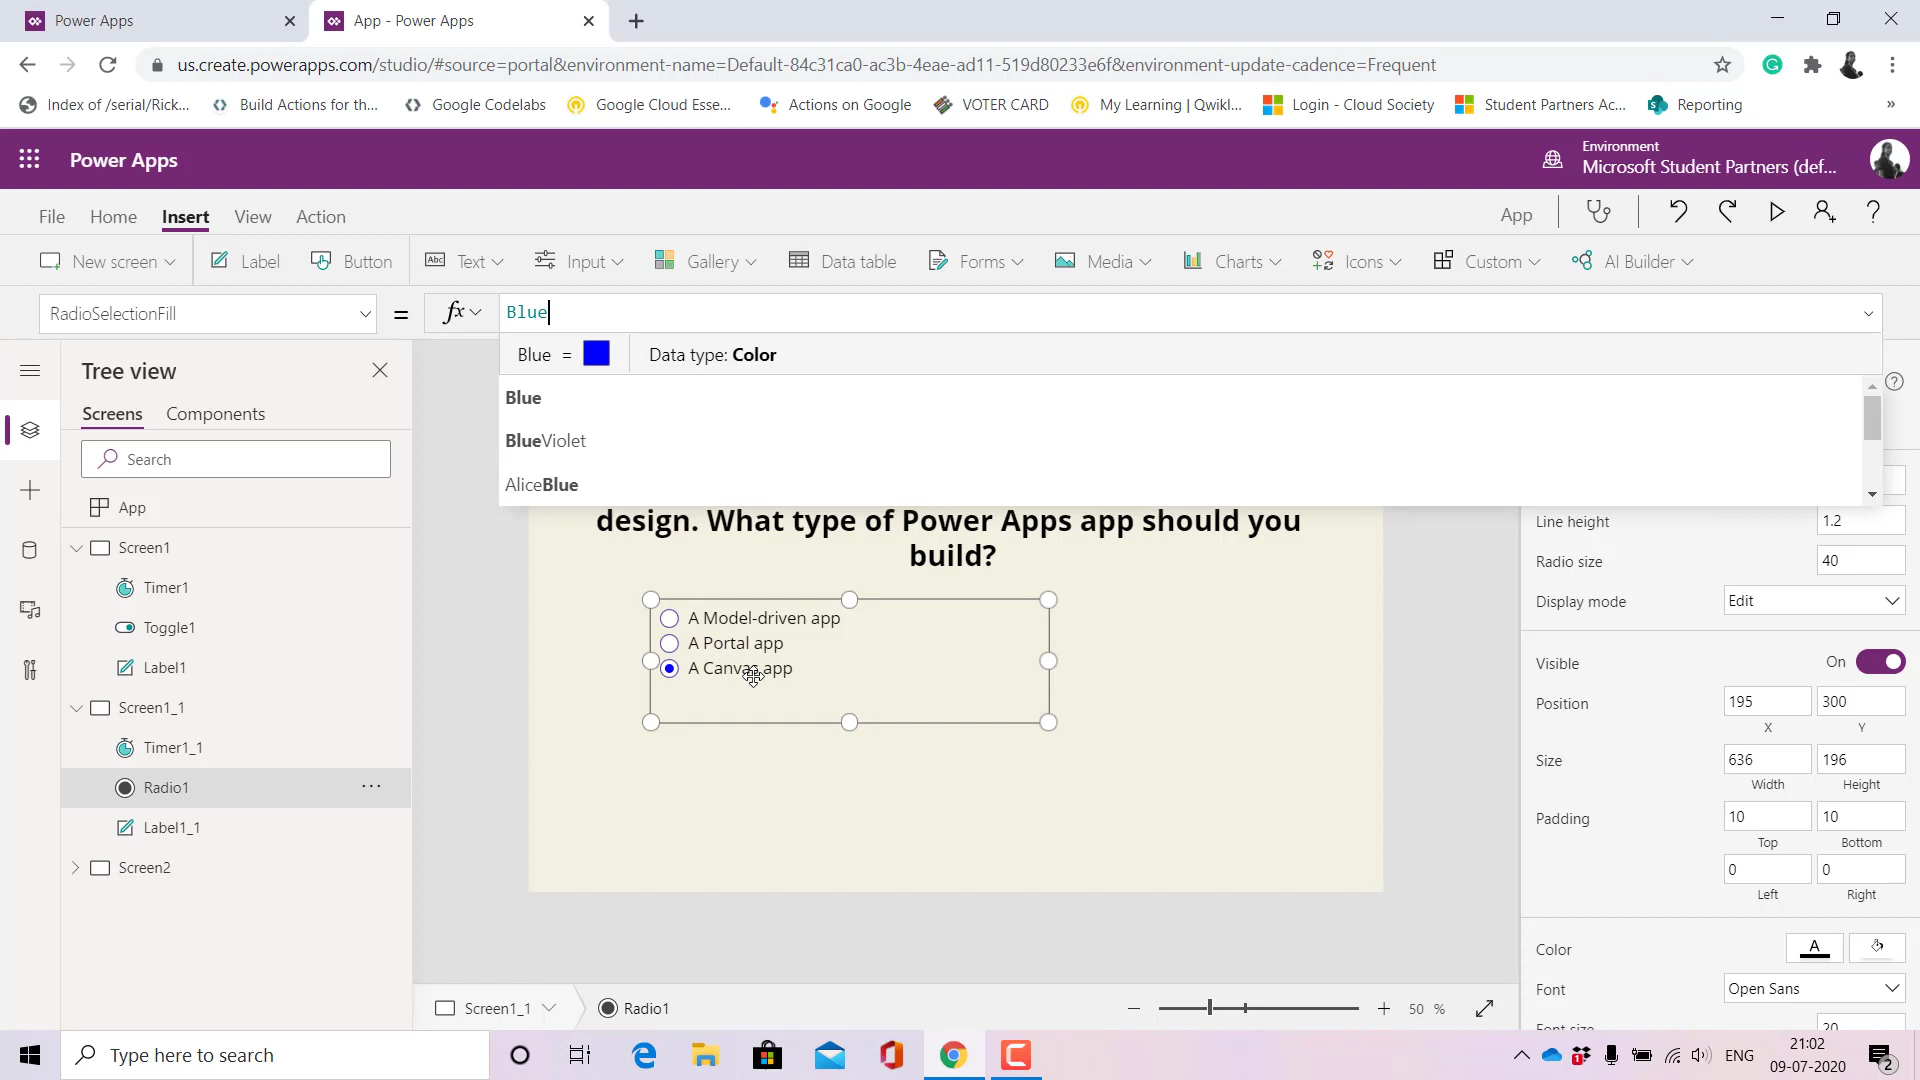 Power Apps
App - Power Apps
us.create.powerapps.com/studio/#source=portal&environment-name=Default-84c31ca0-ac3b-4eae-ad11-519d80233e6f&environment-update-cadence=Frequent
Index of /serial/Rick...
Build Actions for th...
Google Codelabs
Google Cloud Esse...
Actions on Google
VOTER CARD
My Learning | Qwikl...
Login - Cloud Society
Student Partners Ac...
Reporting
»
Power Apps
Environment
Microsoft Student Partners (def...
File
Home
Insert
View
Action
App
New screen
Label
Button
Text
Input
Gallery
Data table
Forms
Media
Charts
Icons
Custom
AI Builder
RadioSelectionFill
=
fx
Blue
Blue =
Data type: Color
Blue
BlueViolet
AliceBlue
Tree view
Screens
Components
Search
App
Screen1
Timer1
Toggle1
Label1
Screen1_1
Timer1_1
Radio1
...
Label1_1
Screen2
design. What type of Power Apps app should you
build?
A Model-driven app
A Portal app
A Canvas app
Line height
1.2
Radio size
40
Display mode
Edit
Visible
On
Position
195
300
X
Y
Size
636
196
Width
Height
Padding
10
10
Top
Bottom
0
0
Left
Right
Color
A
Font
Open Sans
Font size
20
Screen1_1
Radio1
50 %
Type here to search
ENG
21:02
09-07-2020
2